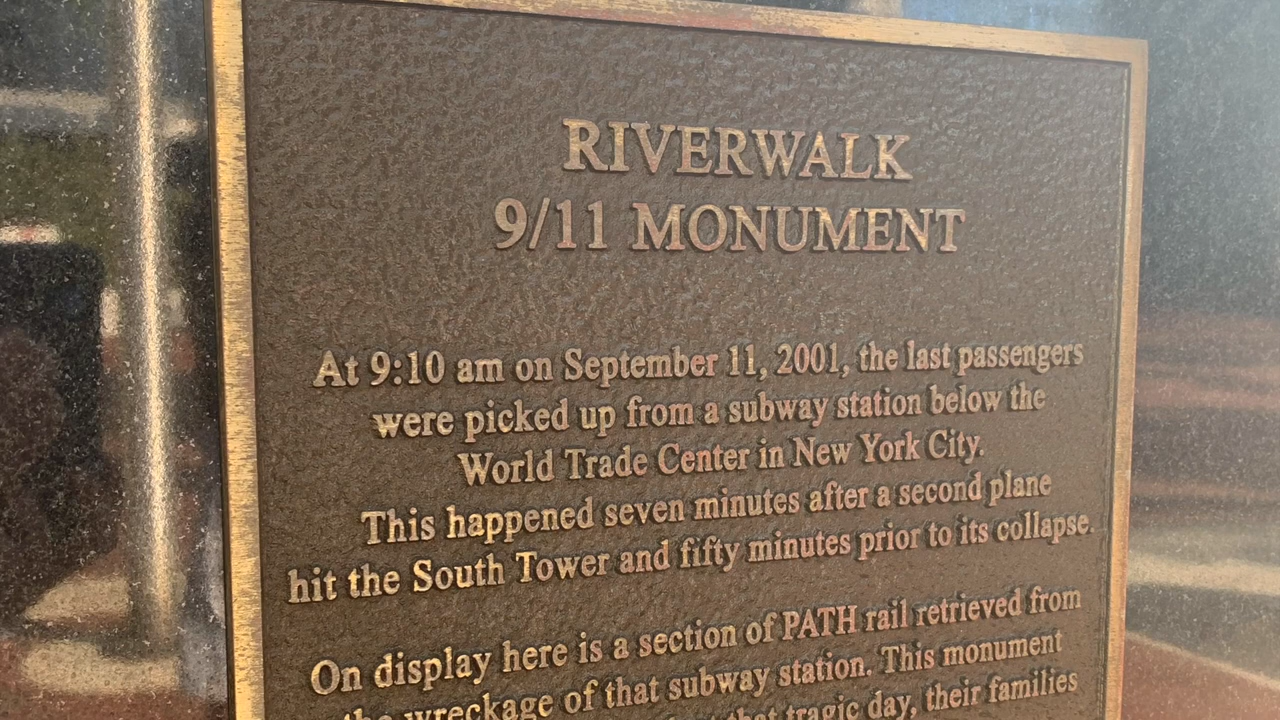 RIVERWALK
9/11 MONUMENT
At 9:10 am on September 11, 2001, the last passengers
were picked up from a subway station below the
World Trade Center in New York City.
This happened seven minutes after a second plane
hit the South Tower and fifty minutes prior to its collapse.
On display here is a section of PATH rail retrieved from
the wreckage of that subway station. This monument
that tragic day, their families